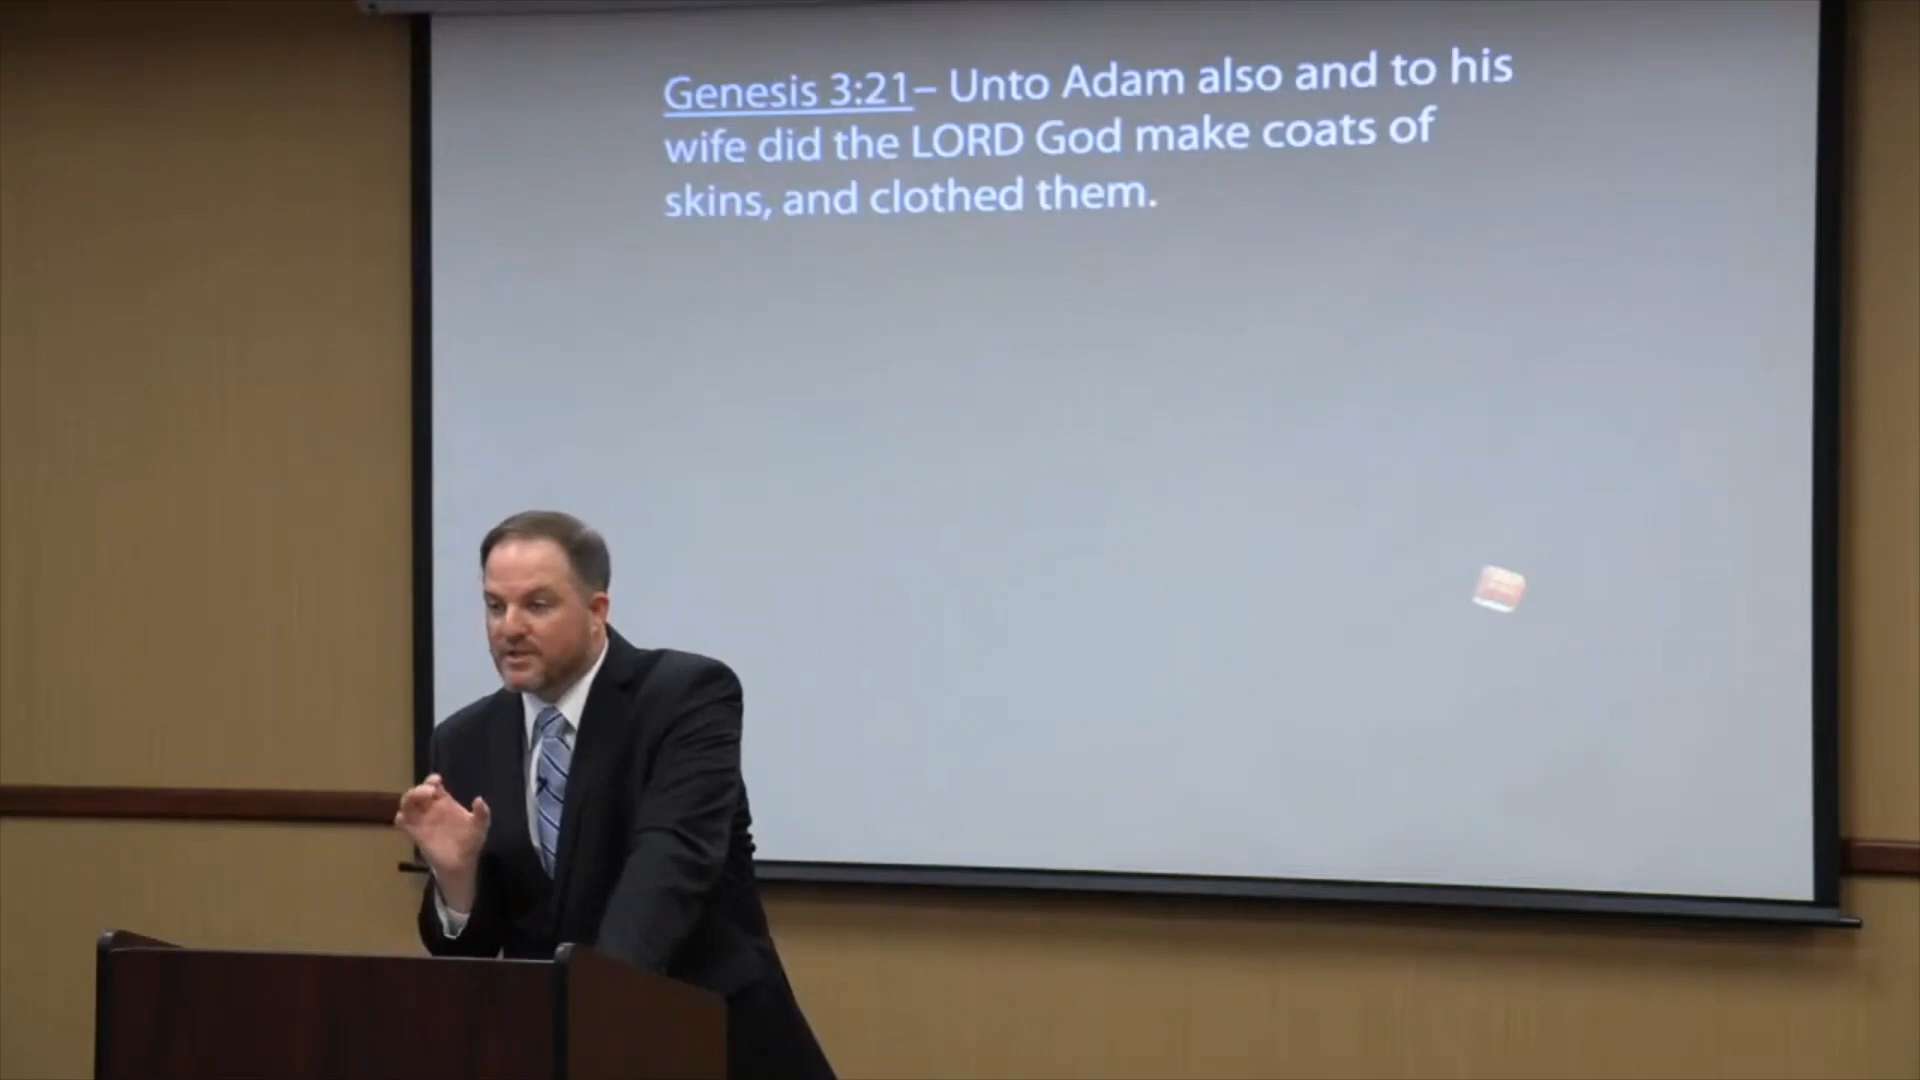 Genesis 3:21– Unto Adam also and to his
wife did the LORD God make coats of
skins, and clothed them.